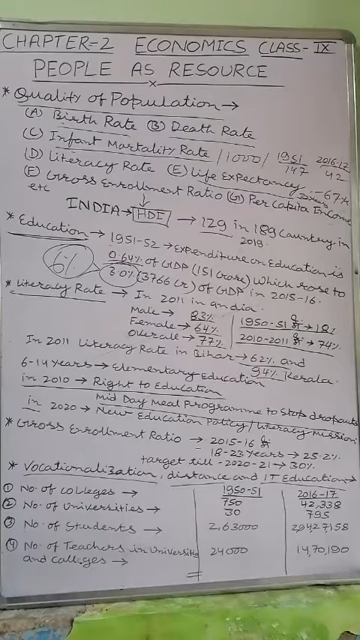 CHAPTER-2 ECONOMICS CLASS-IX
PEOPLE AS RESOURCE
* Quality of Population →
(A) Birth Rate (B) Death Rate
(C) Infant Mortality Rate /1000/ 1951 2016-17
147 42
(D) Literacy Rate (E) Life Expectancy → 67
(F) Gross Enrollment Ratio (G) Per Capita Income
etc
INDIA → HDI → 129 in 189 Country in
2018.
* Education → 1951-52 → Expenditure on Education is
0.64% of GDP (151 Crore) which rose to
6% 3.0% (3766 Cr) of GDP in 2015-16.
* Literacy Rate → In 2011 in India.
Male → 83%
Female → 64%
Overall → 77%
1950-51 → 18%
2010-2011 → 74%
In 2011 Literacy Rate in Bihar → 62% and
94% Kerala.
6-14 Years → Elementary Education
in 2010 → Right to Education
Mid Day Meal Programme to Stop dropouts
in 2020 → New Education Policy / Literacy Mission
* Gross Enrollment Ratio → 2015-16
18-23 Years → 25.2%
target till - 2020-21 → 30%
* Vocationalization, distance and IT Education →
1950-51 2016-17
① No. of Colleges → 750 42,338
② No. of Universities → 30 795
③ No. of Students → 2,63000 2,9427158
④ No. of Teachers in Universities
and Colleges → 24000 14,70,190